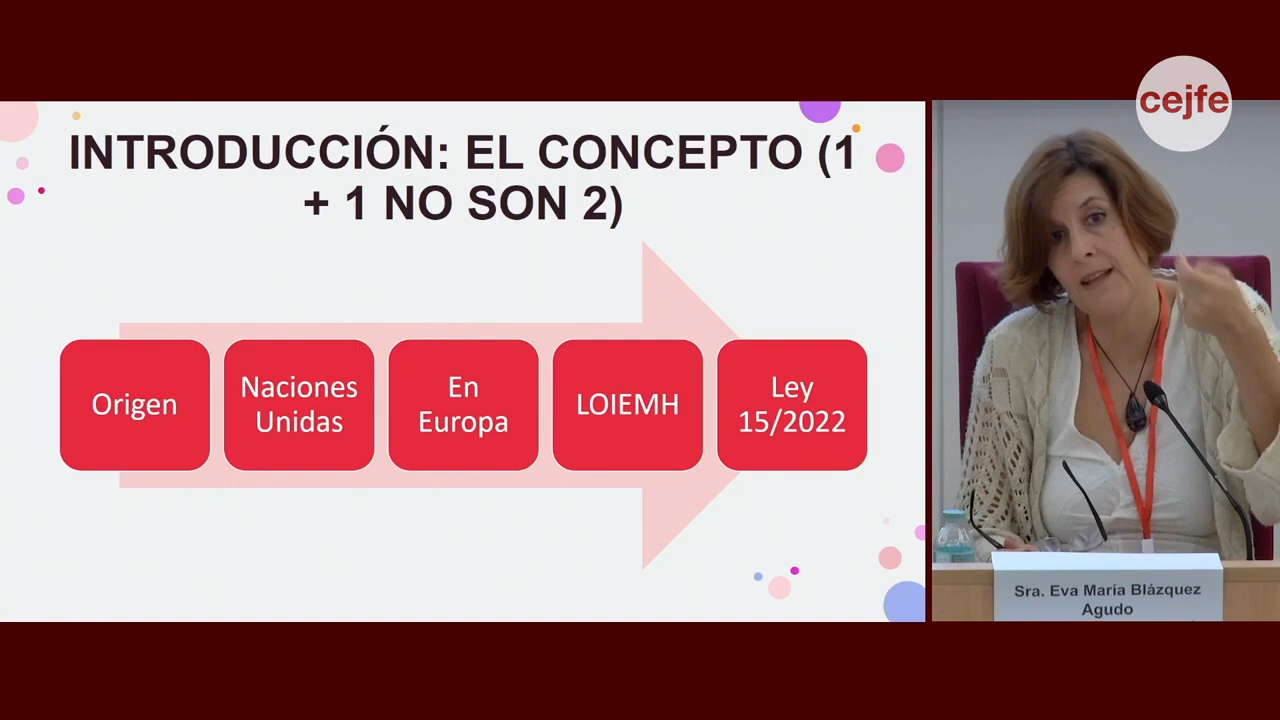 cejfe
INTRODUCCIÓN: EL CONCEPTO (1
+ 1 NO SON 2)
Origen
Naciones
Unidas
En
Europa
LOIEMH
Ley
15/2022
Sra. Eva María Blázquez
Agudo